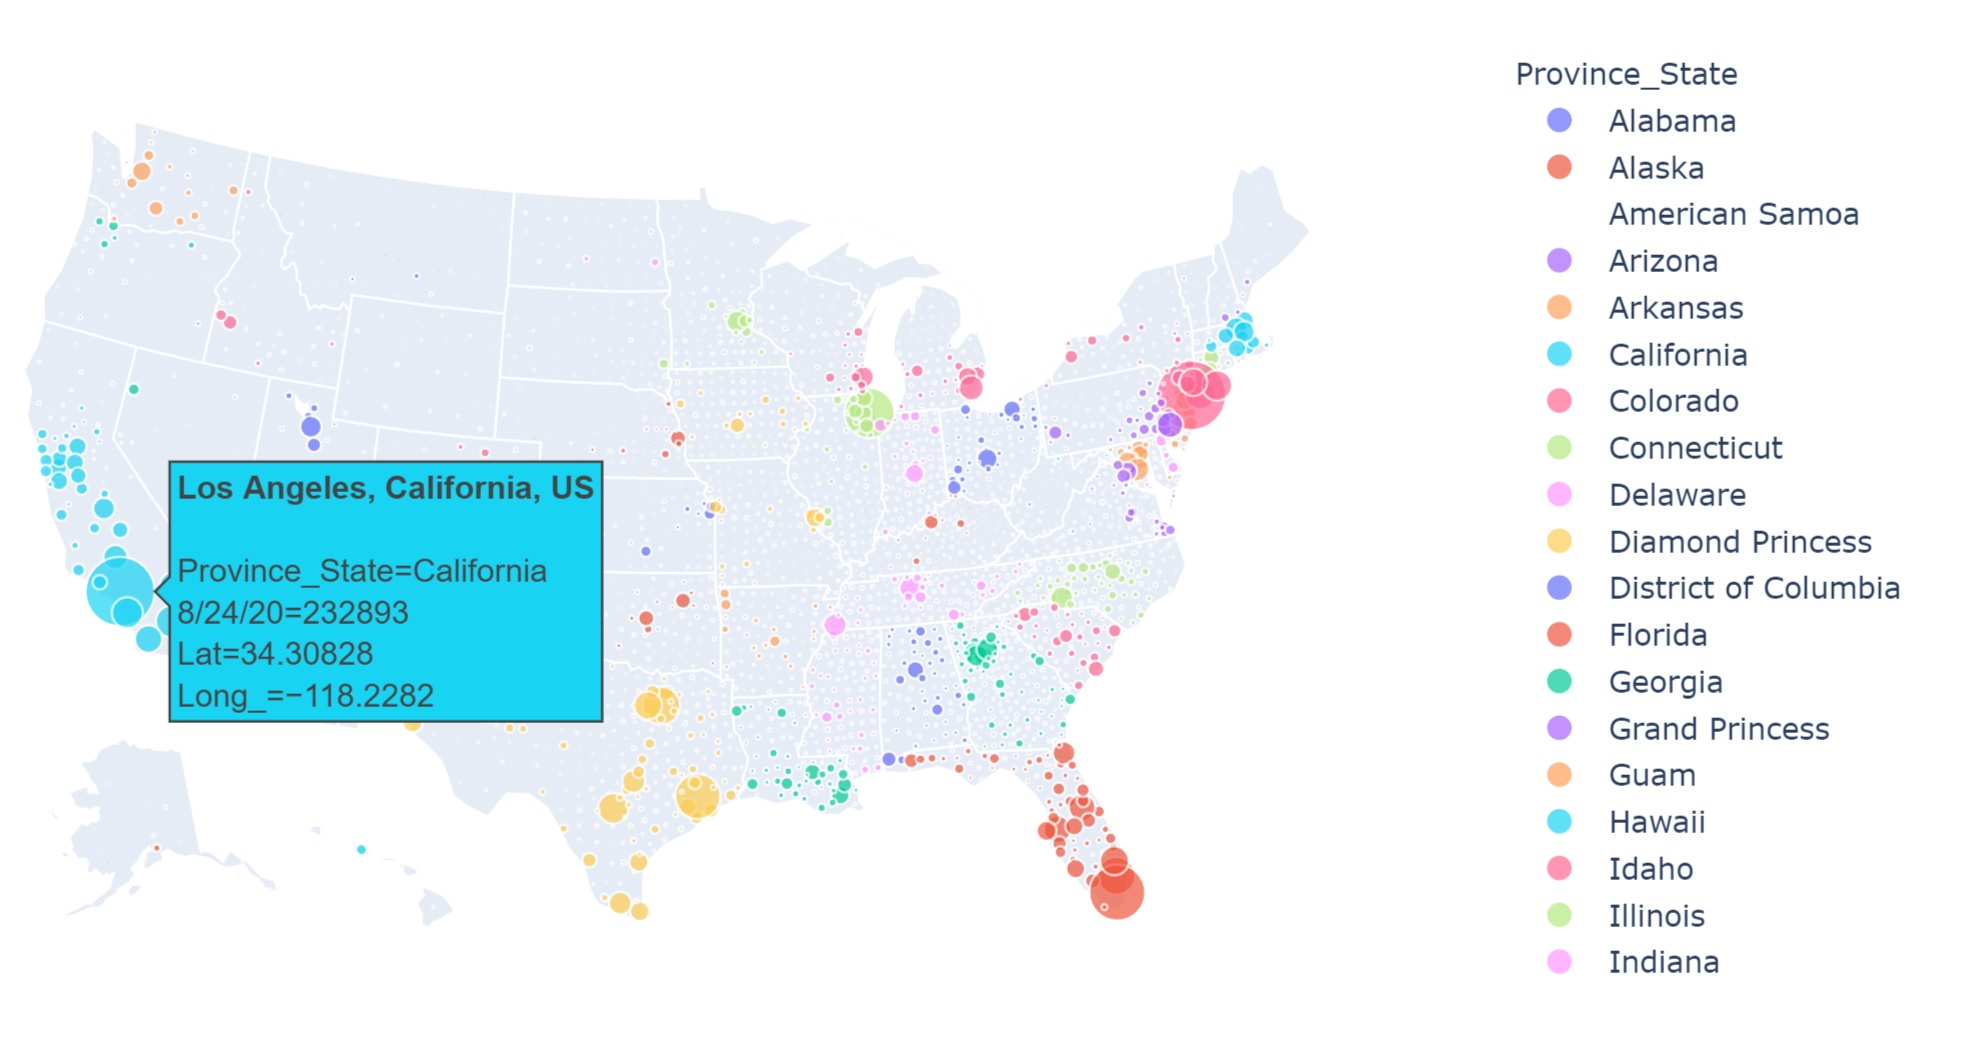 Province_State
Alabama
Alaska
American Samoa
Arizona
Arkansas
California
Colorado
Connecticut
Delaware
Diamond Princess
District of Columbia
Florida
Georgia
Grand Princess
Guam
Hawaii
Idaho
Illinois
Indiana
Los Angeles, California, US
Province_State=California
8/24/20=232893
Lat=34.30828
Long_=−118.2282